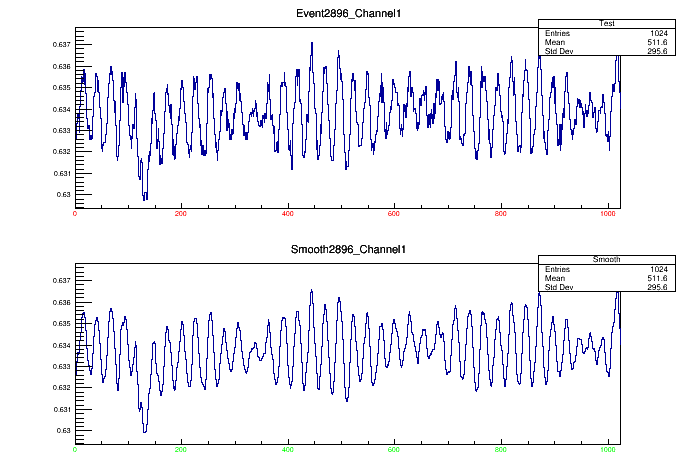 Event2896_Channel1
Test
Entries 1024
Mean 511.6
Std Dev 295.6
0.637
0.636
0.635
0.634
0.633
0.632
0.631
0.63
0 200 400 600 800 1000
Smooth2896_Channel1
Smooth
Entries 1024
Mean 511.6
Std Dev 295.6
0.637
0.636
0.635
0.634
0.633
0.632
0.631
0.63
0 200 400 600 800 1000